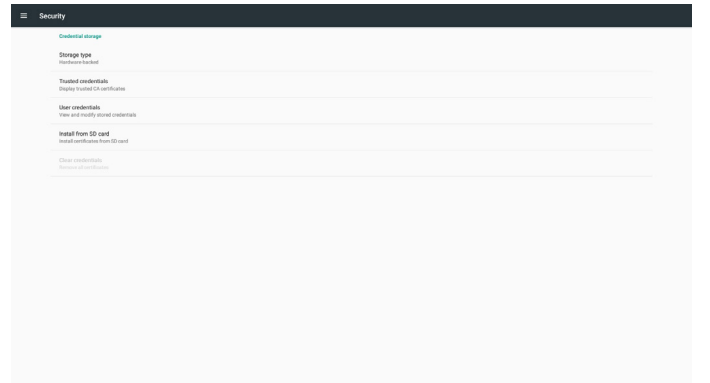 Security
Credential storage
Storage type
Hardware-backed
Trusted credentials
Display trusted CA certificates
User credentials
View and modify stored credentials
Install from SD card
Install certificates from SD card
Clear credentials
Remove all certificates